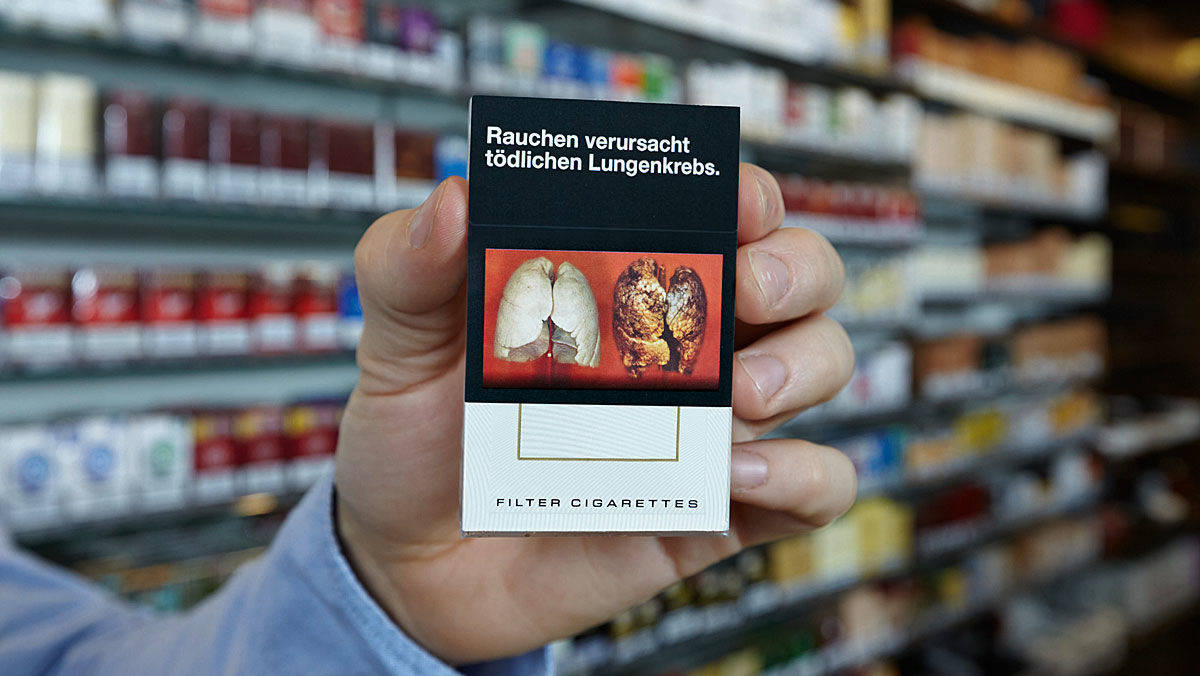 Rauchen verursacht
tödlichen Lungenkrebs.
FILTER CIGARETTES